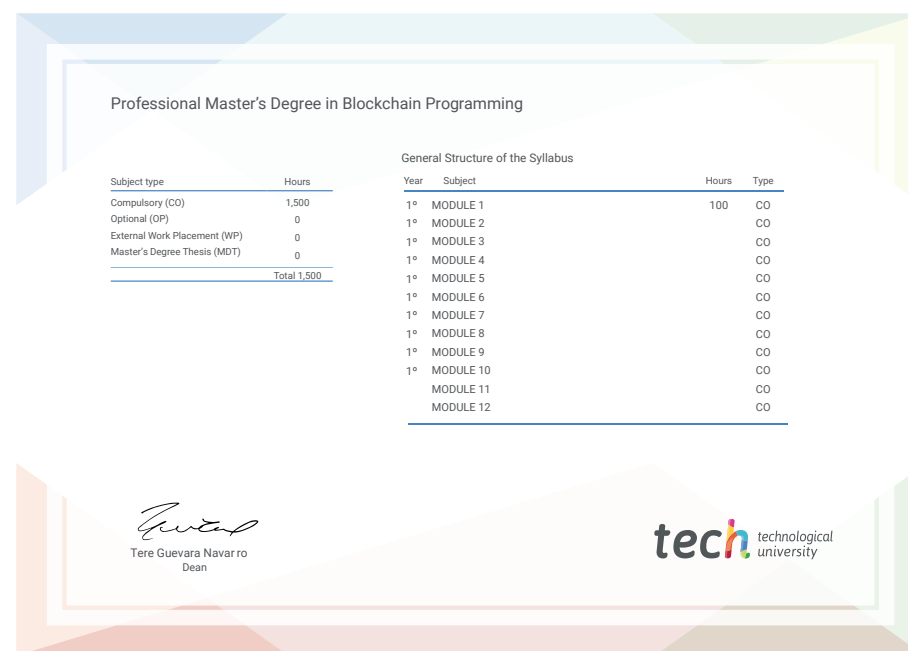 Professional Master’s Degree in Blockchain Programming
Subject type Hours
Compulsory (CO) 1,500
Optional (OP) 0
External Work Placement (WP) 0
Master’s Degree Thesis (MDT) 0
Total 1,500
General Structure of the Syllabus
Year Subject Hours Type
1º MODULE 1 100 CO
1º MODULE 2 CO
1º MODULE 3 CO
1º MODULE 4 CO
1º MODULE 5 CO
1º MODULE 6 CO
1º MODULE 7 CO
1º MODULE 8 CO
1º MODULE 9 CO
1º MODULE 10 CO
MODULE 11 CO
MODULE 12 CO
Tere Guevara Navarro
Dean
tech technological
university